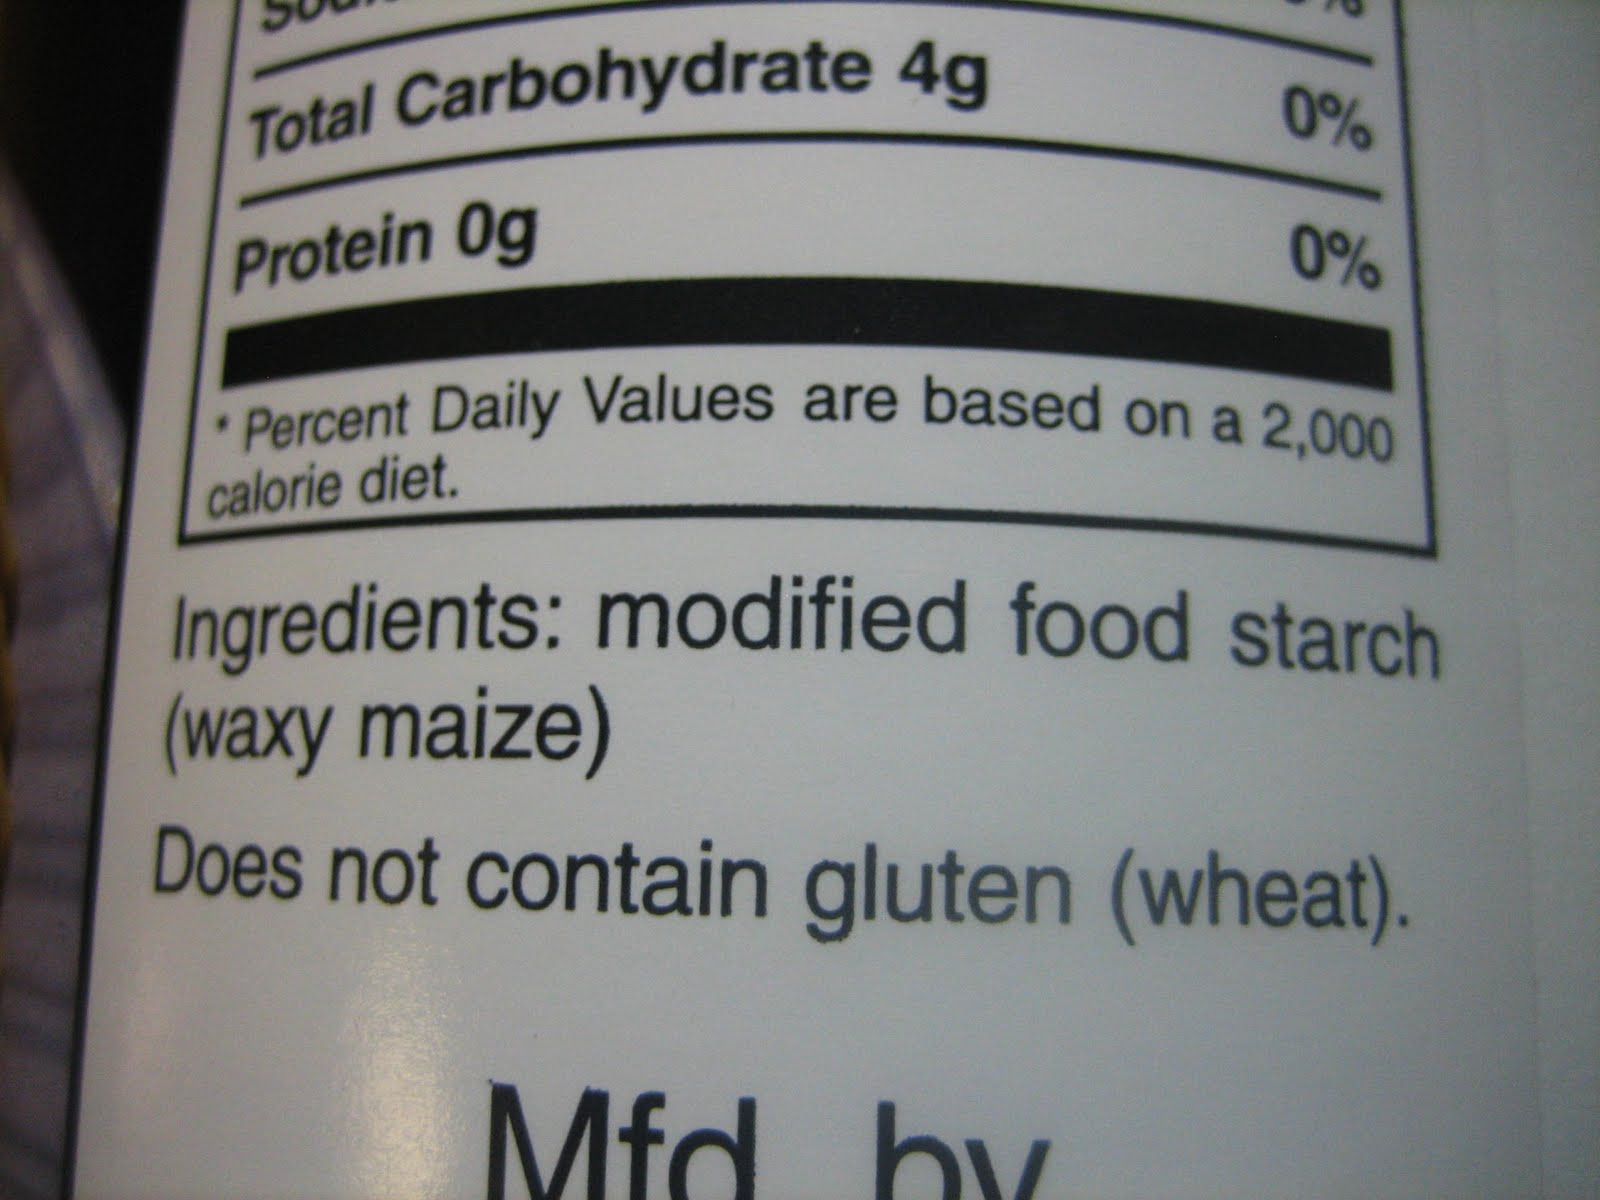 Total Carbohydrate 4g 0%
Protein 0g 0%
* Percent Daily Values are based on a 2,000
calorie diet.
Ingredients: modified food starch
(waxy maize)
Does not contain gluten (wheat).
Mfd by